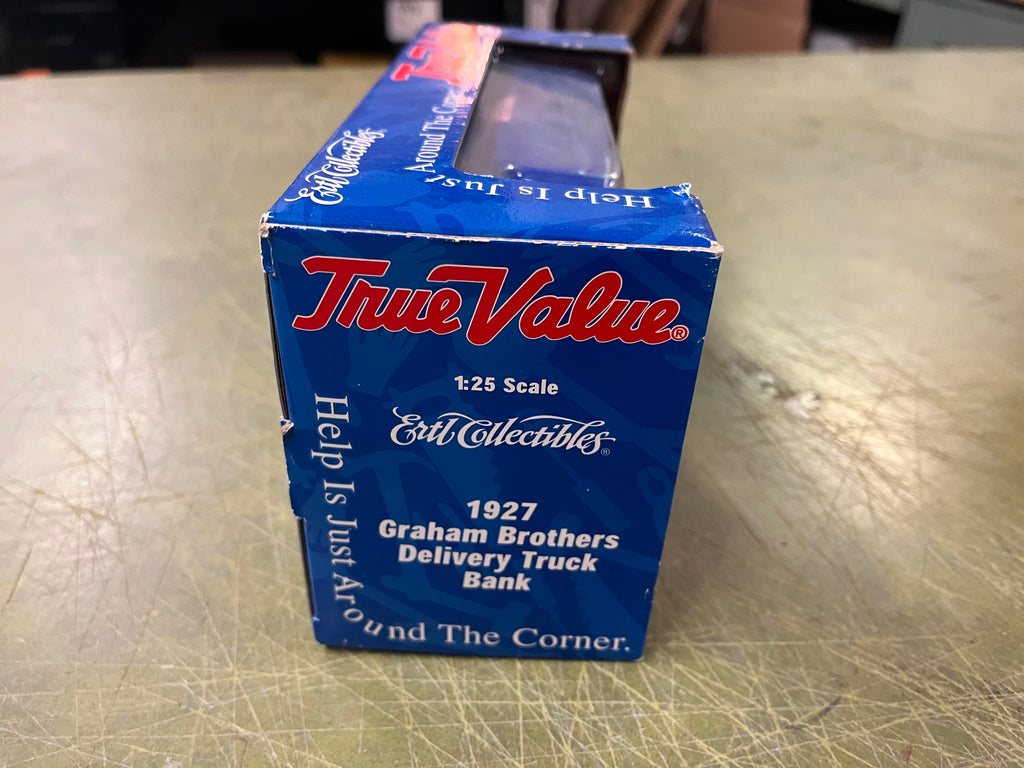 Ertl Collectibles
Around The Corner
Help Is Just
True Value®
1:25 Scale
Ertl Collectibles®
1927
Graham Brothers
Delivery Truck
Bank
Help Is Just Around The Corner.